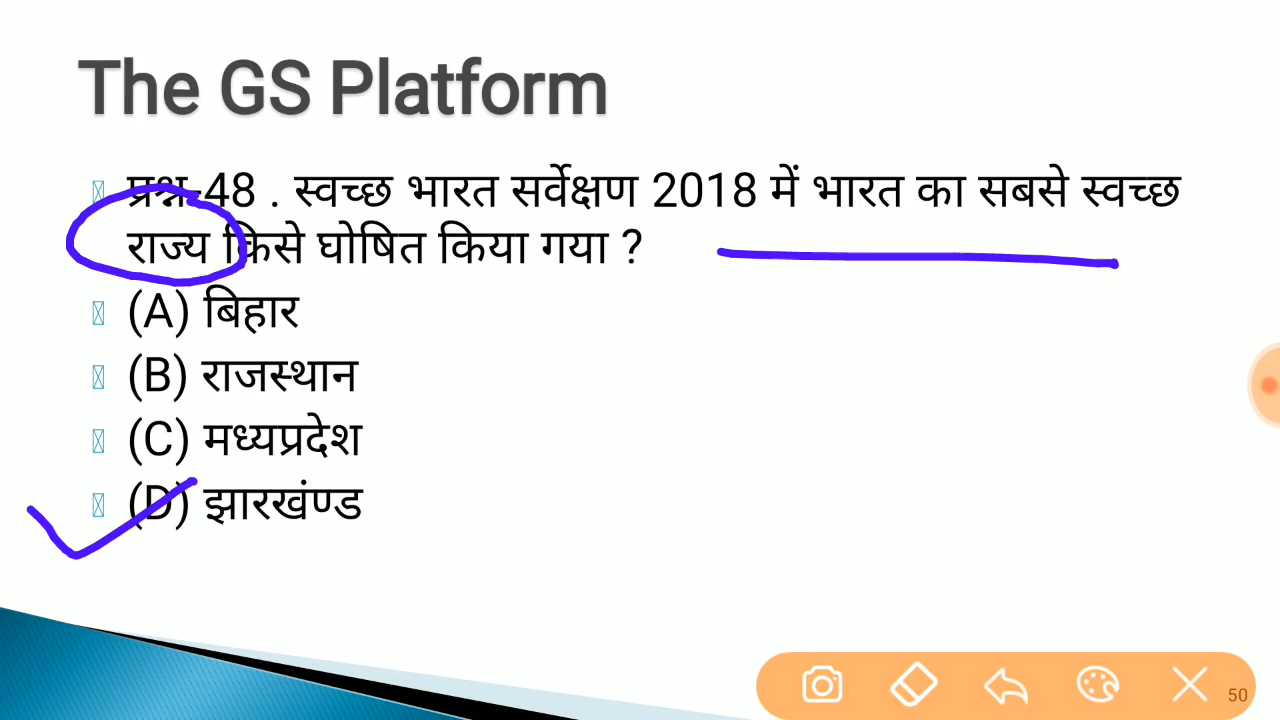 The GS Platform
प्रश्न-48 . स्वच्छ भारत सर्वेक्षण 2018 में भारत का सबसे स्वच्छ
राज्य किसे घोषित किया गया ?
(A) बिहार
(B) राजस्थान
(C) मध्यप्रदेश
(D) झारखंण्ड
50